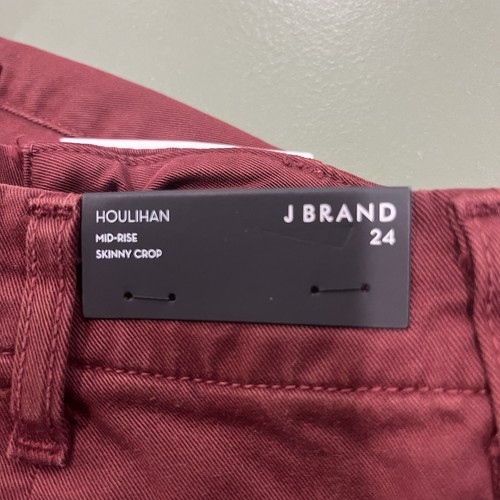 HOULIHAN
MID-RISE
SKINNY CROP
J BRAND
24